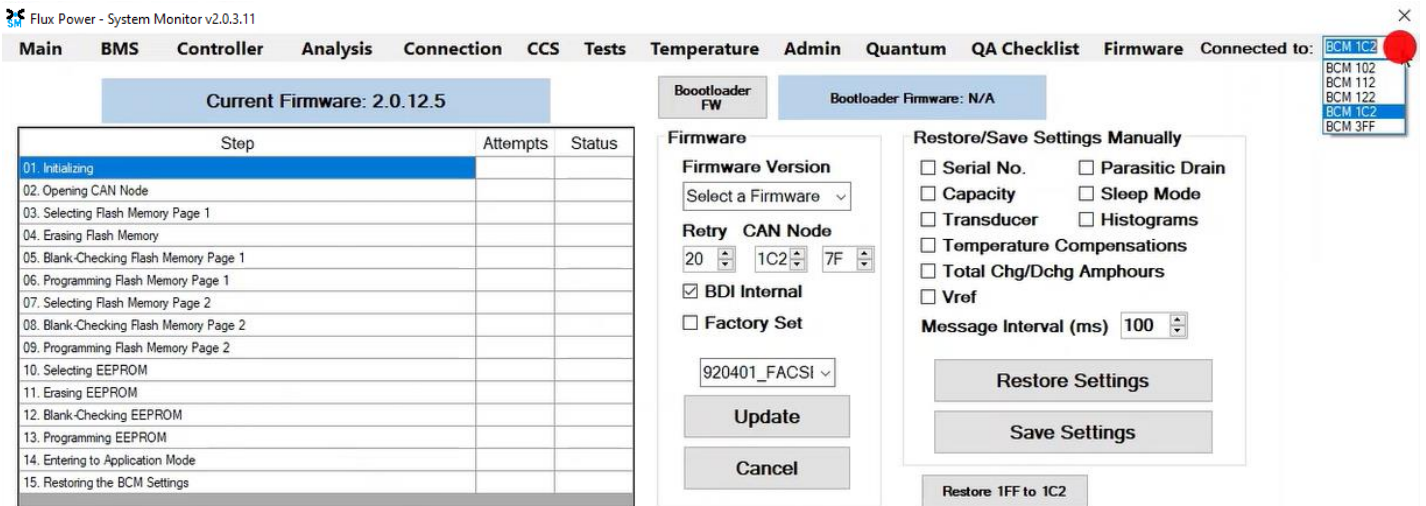 SM Flux Power - System Monitor v2.0.3.11
Main BMS Controller Analysis Connection CCS Tests Temperature Admin Quantum QA Checklist Firmware Connected to: BCM 1C2
BCM 102
BCM 112
BCM 122
BCM 1C2
BCM 3FF
Current Firmware: 2.0.12.5
Boootloader
FW
Bootloader Firmware: N/A
Step Attempts Status
01. Initializing
02. Opening CAN Node
03. Selecting Flash Memory Page 1
04. Erasing Flash Memory
05. Blank-Checking Flash Memory Page 1
06. Programming Flash Memory Page 1
07. Selecting Flash Memory Page 2
08. Blank-Checking Flash Memory Page 2
09. Programming Flash Memory Page 2
10. Selecting EEPROM
11. Erasing EEPROM
12. Blank-Checking EEPROM
13. Programming EEPROM
14. Entering to Application Mode
15. Restoring the BCM Settings
Firmware
Firmware Version
Select a Firmware
Retry CAN Node
20 1C2 7F
BDI Internal
Factory Set
920401_FACSI
Update
Cancel
Restore/Save Settings Manually
Serial No. Parasitic Drain
Capacity Sleep Mode
Transducer Histograms
Temperature Compensations
Total Chg/Dchg Amphours
Vref
Message Interval (ms) 100
Restore Settings
Save Settings
Restore 1FF to 1C2